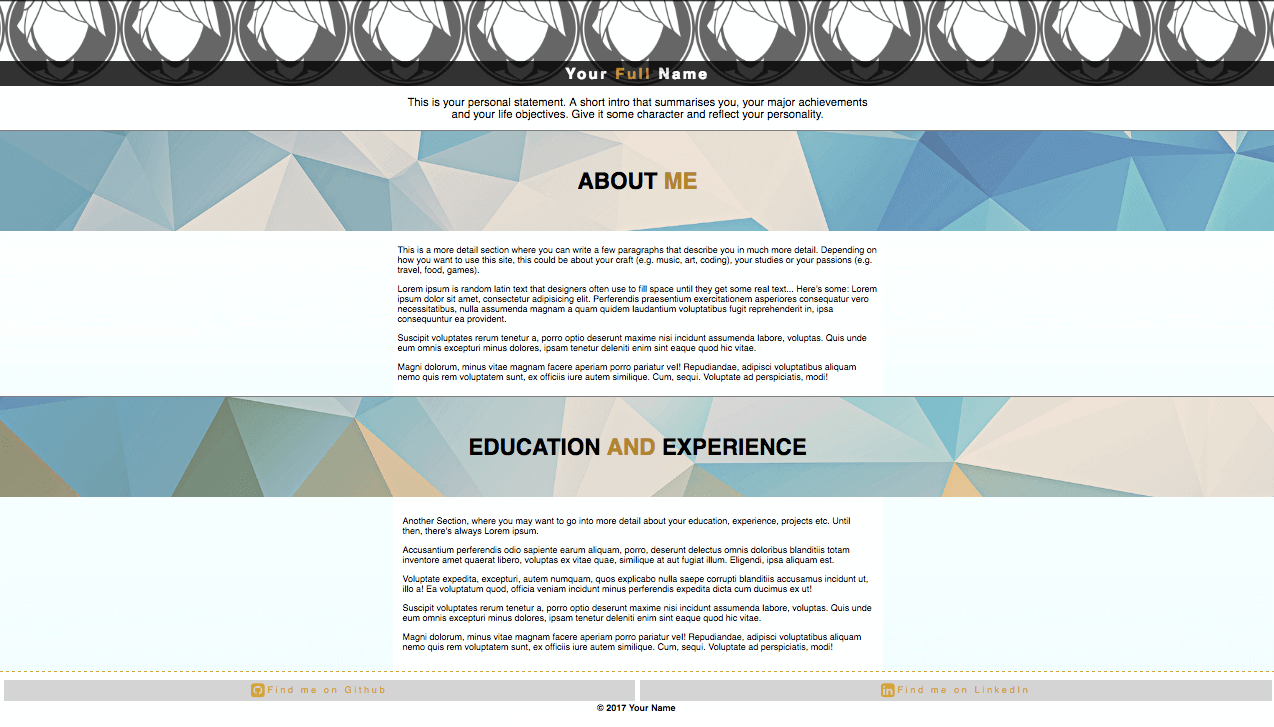 Your Full Name
This is your personal statement. A short intro that summarises you, your major achievements
and your life objectives. Give it some character and reflect your personality.
ABOUT ME
This is a more detail section where you can write a few paragraphs that describe you in much more detail. Depending on
how you want to use this site, this could be about your craft (e.g. music, art, coding), your studies or your passions (e.g.
travel, food, games).
Lorem ipsum is random latin text that designers often use to fill space until they get some real text... Here's some: Lorem
ipsum dolor sit amet, consectetur adipisicing elit. Perferendis praesentium exercitationem asperiores consequatur vero
necessitatibus, nulla assumenda magnam a quam quidem laudantium voluptatibus fugit reprehenderit in, ipsa
consequuntur ea provident.
Suscipit voluptates rerum tenetur a, porro optio deserunt maxime nisi incidunt assumenda labore, voluptas. Quis unde
eum omnis excepturi minus dolores, ipsam tenetur deleniti enim sint eaque quod hic vitae.
Magni dolorum, minus vitae magnam facere aperiam porro pariatur vel! Repudiandae, adipisci voluptatibus aliquam
nemo quis rem voluptatem sunt, ex officiis iure autem similique. Cum, sequi. Voluptate ad perspiciatis, modi!
EDUCATION AND EXPERIENCE
Another Section, where you may want to go into more detail about your education, experience, projects etc. Until
then, there's always Lorem ipsum.
Accusantium perferendis odio sapiente earum aliquam, porro, deserunt delectus omnis doloribus blanditiis totam
inventore amet quaerat libero, voluptas ex vitae quae, similique at aut fugiat illum. Eligendi, ipsa aliquam est.
Voluptate expedita, excepturi, autem numquam, quos explicabo nulla saepe corrupti blanditiis accusamus incidunt ut,
illo a! Ea voluptatum quod, officia veniam incidunt minus perferendis expedita dicta cum ducimus ex ut!
Suscipit voluptates rerum tenetur a, porro optio deserunt maxime nisi incidunt assumenda labore, voluptas. Quis unde
eum omnis excepturi minus dolores, ipsam tenetur deleniti enim sint eaque quod hic vitae.
Magni dolorum, minus vitae magnam facere aperiam porro pariatur vel! Repudiandae, adipisci voluptatibus aliquam
nemo quis rem voluptatem sunt, ex officiis iure autem similique. Cum, sequi. Voluptate ad perspiciatis, modi!
Find me on Github
in Find me on LinkedIn
© 2017 Your Name